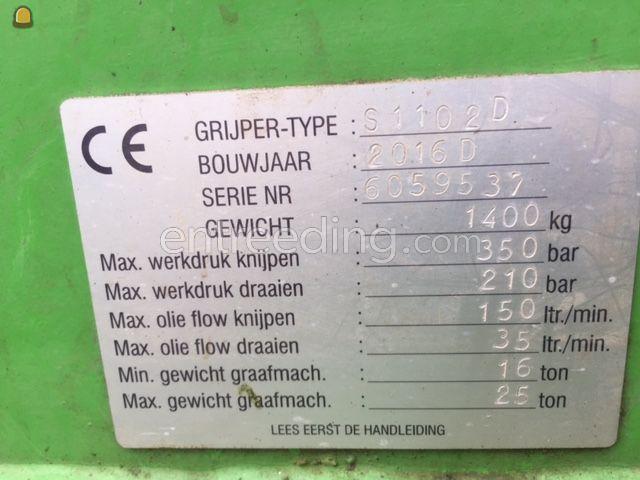 CE
GRIJPER-TYPE : S1102D
BOUWJAAR : 2016D
SERIE NR : 6059537
GEWICHT : 1400 kg
Max. werkdruk knijpen : 350 bar
Max. werkdruk draaien : 210 bar
Max. olie flow knijpen : 150 ltr./min.
Max. olie flow draaien : 35 ltr./min.
Min. gewicht graafmach. : 16 ton
Max. gewicht graafmach. : 25 ton
LEES EERST DE HANDLEIDING